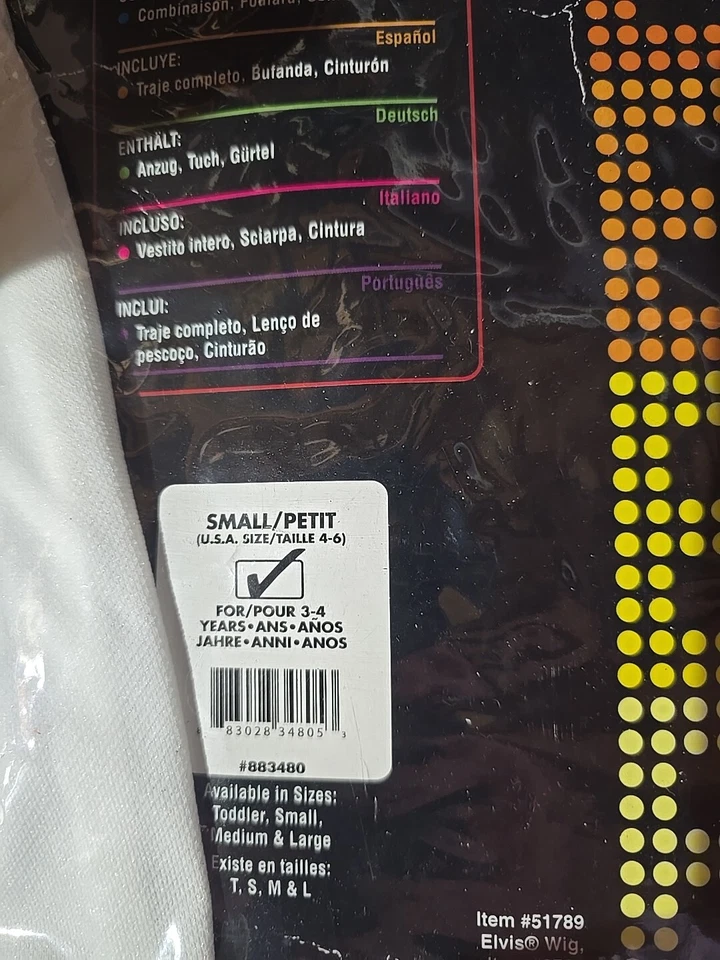 Combinaison, Foulard,
Español
INCLUYE:
Traje completo, Bufanda, Cinturón
Deutsch
ENTHÄLT:
Anzug, Tuch, Gürtel
Italiano
INCLUSO:
Vestito intero, Sciarpa, Cintura
Português
INCLUI:
Traje completo, Lenço de
pescoço, Cinturão
SMALL/PETIT
(U.S.A. SIZE/TAILLE 4-6)
FOR/POUR 3-4
YEARS•ANS•AÑOS
JAHRE•ANNI•ANOS
83028 34805 3
#883480
Available in Sizes:
Toddler, Small,
Medium & Large
Existe en tailles:
T, S, M & L
Item #51789
Elvis® Wig,